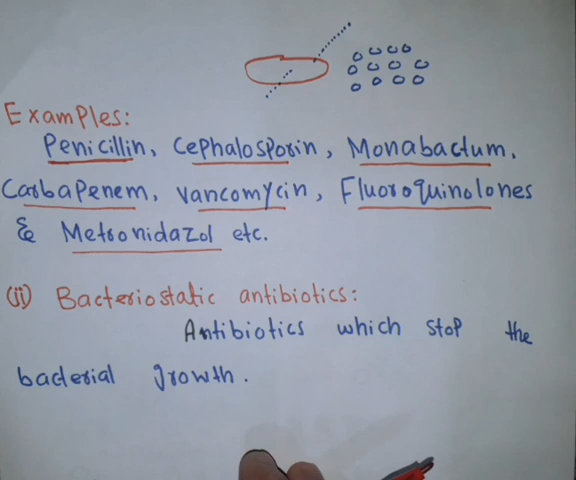 Examples:
Penicillin, Cephalosporin, Monabactum,
Carbapenem, Vancomycin, Fluoroquinolones
& Metronidazol etc.
(ii) Bacteriostatic antibiotics:
Antibiotics which stop the
bacterial growth.